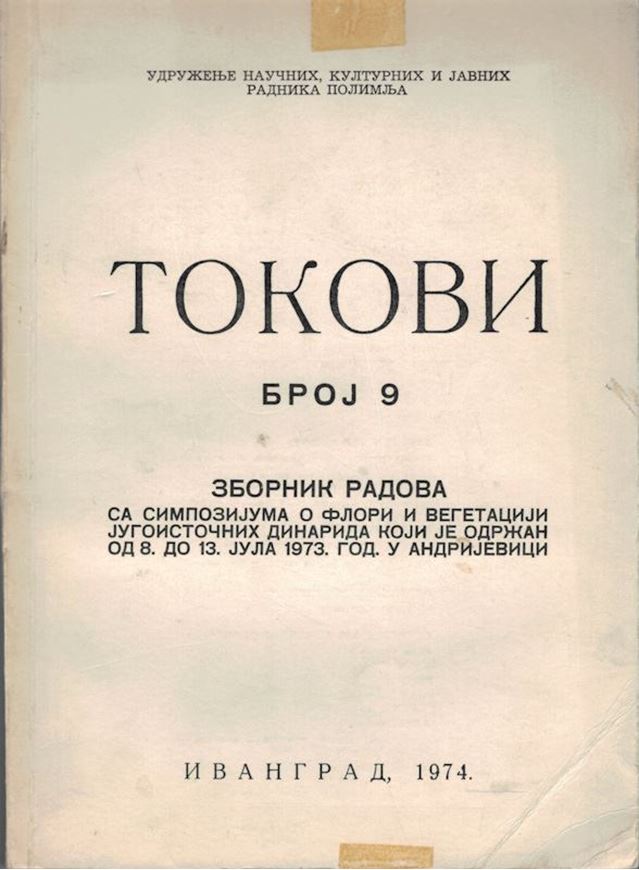 УДРУЖЕЊЕ НАУЧНИХ, КУЛТУРНИХ И ЈАВНИХ
РАДНИКА ПОЛИМЉА
ТОКОВИ
БРОЈ 9
ЗБОРНИК РАДОВА
СА СИМПОЗИЈУМА О ФЛОРИ И ВЕГЕТАЦИЈИ
ЈУГОИСТОЧНИХ ДИНАРИДА КОЈИ ЈЕ ОДРЖАН
ОД 8. ДО 13. ЈУЛА 1973. ГОД. У АНДРИЈЕВИЦИ
ИВАНГРАД, 1974.